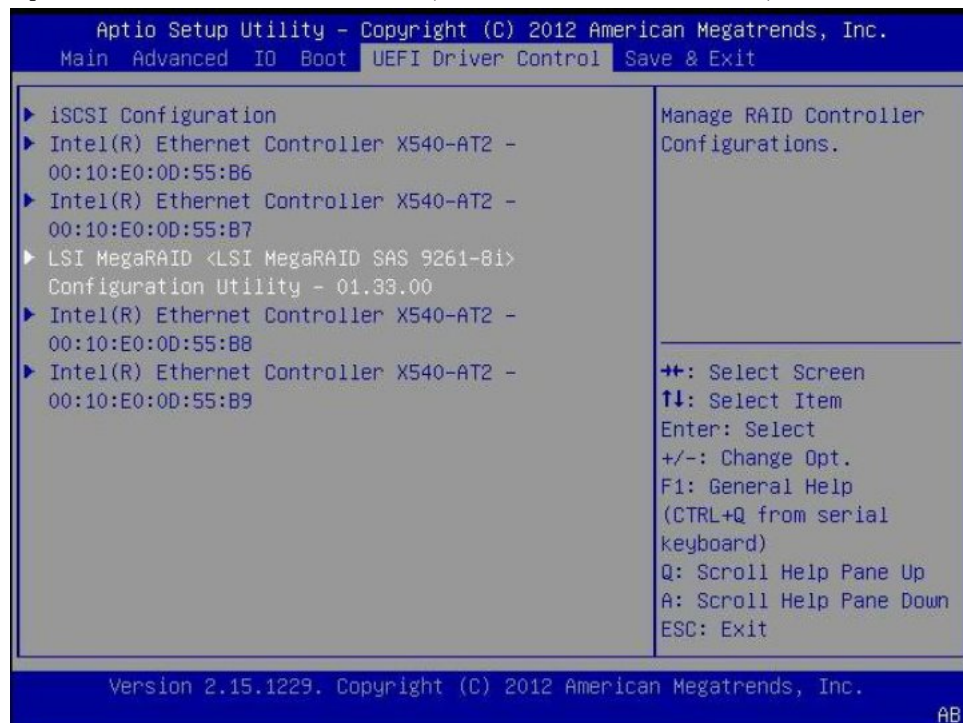 Aptio Setup Utility – Copyright (C) 2012 American Megatrends, Inc.
Main Advanced IO Boot UEFI Driver Control Save & Exit
▶ iSCSI Configuration
▶ Intel(R) Ethernet Controller X540-AT2 –
00:10:E0:0D:55:B6
▶ Intel(R) Ethernet Controller X540-AT2 –
00:10:E0:0D:55:B7
▶ LSI MegaRAID <LSI MegaRAID SAS 9261-8i>
Configuration Utility – 01.33.00
▶ Intel(R) Ethernet Controller X540-AT2 –
00:10:E0:0D:55:B8
▶ Intel(R) Ethernet Controller X540-AT2 –
00:10:E0:0D:55:B9
Manage RAID Controller
Configurations.
→←: Select Screen
↑↓: Select Item
Enter: Select
+/-: Change Opt.
F1: General Help
(CTRL+Q from serial
keyboard)
Q: Scroll Help Pane Up
A: Scroll Help Pane Down
ESC: Exit
Version 2.15.1229. Copyright (C) 2012 American Megatrends, Inc.
AB